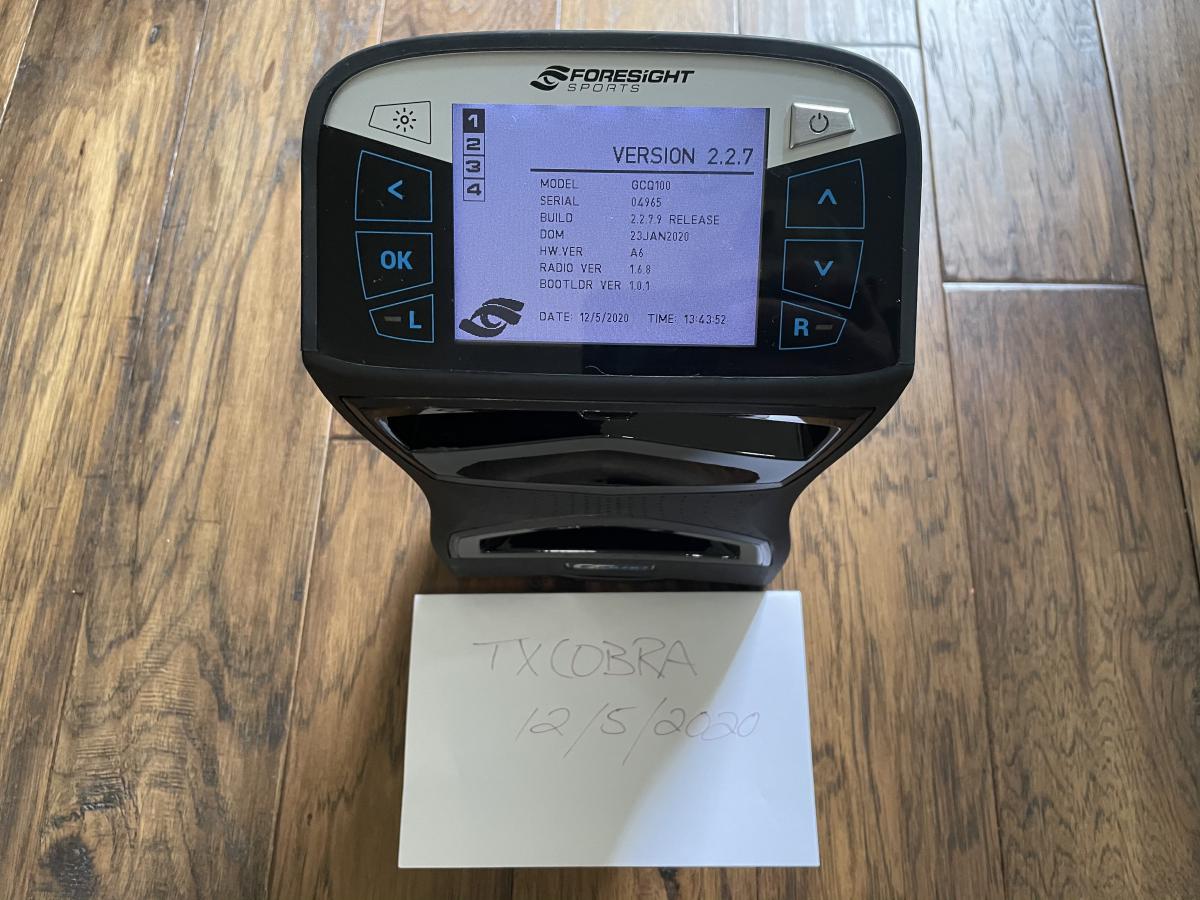 FORESIGHT
SPORTS
1
2
3
4
VERSION 2.2.7
MODEL GCQ100
SERIAL 04965
BUILD 2.2.7.9 RELEASE
DOM 23JAN2020
HW.VER A6
RADIO VER 1.6.8
BOOTLDR VER 1.0.1
DATE: 12/5/2020 TIME: 13:43:52
<
OK
L
R
TXCOBRA
12/5/2020